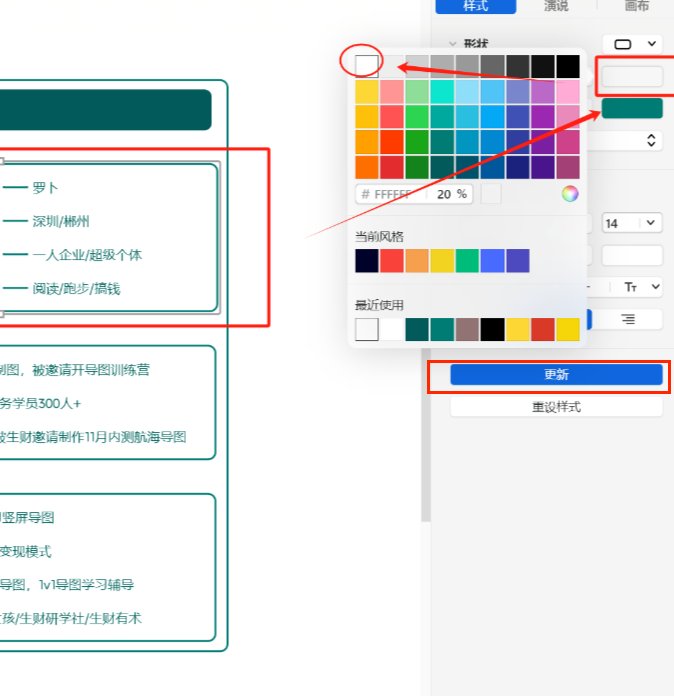 样式 演说 画布
形状
# FFFFFF 20 %
当前风格
14
最近使用
更新
重设样式
罗卜
深圳/郴州
一人企业/超级个体
阅读/跑步/搞钱
制图，被邀请开导图训练营
务学员300人+
被生财邀请制作11月内测航海导图
竖屏导图
变现模式
导图，1v1导图学习辅导
孩/生财研学社/生财有术